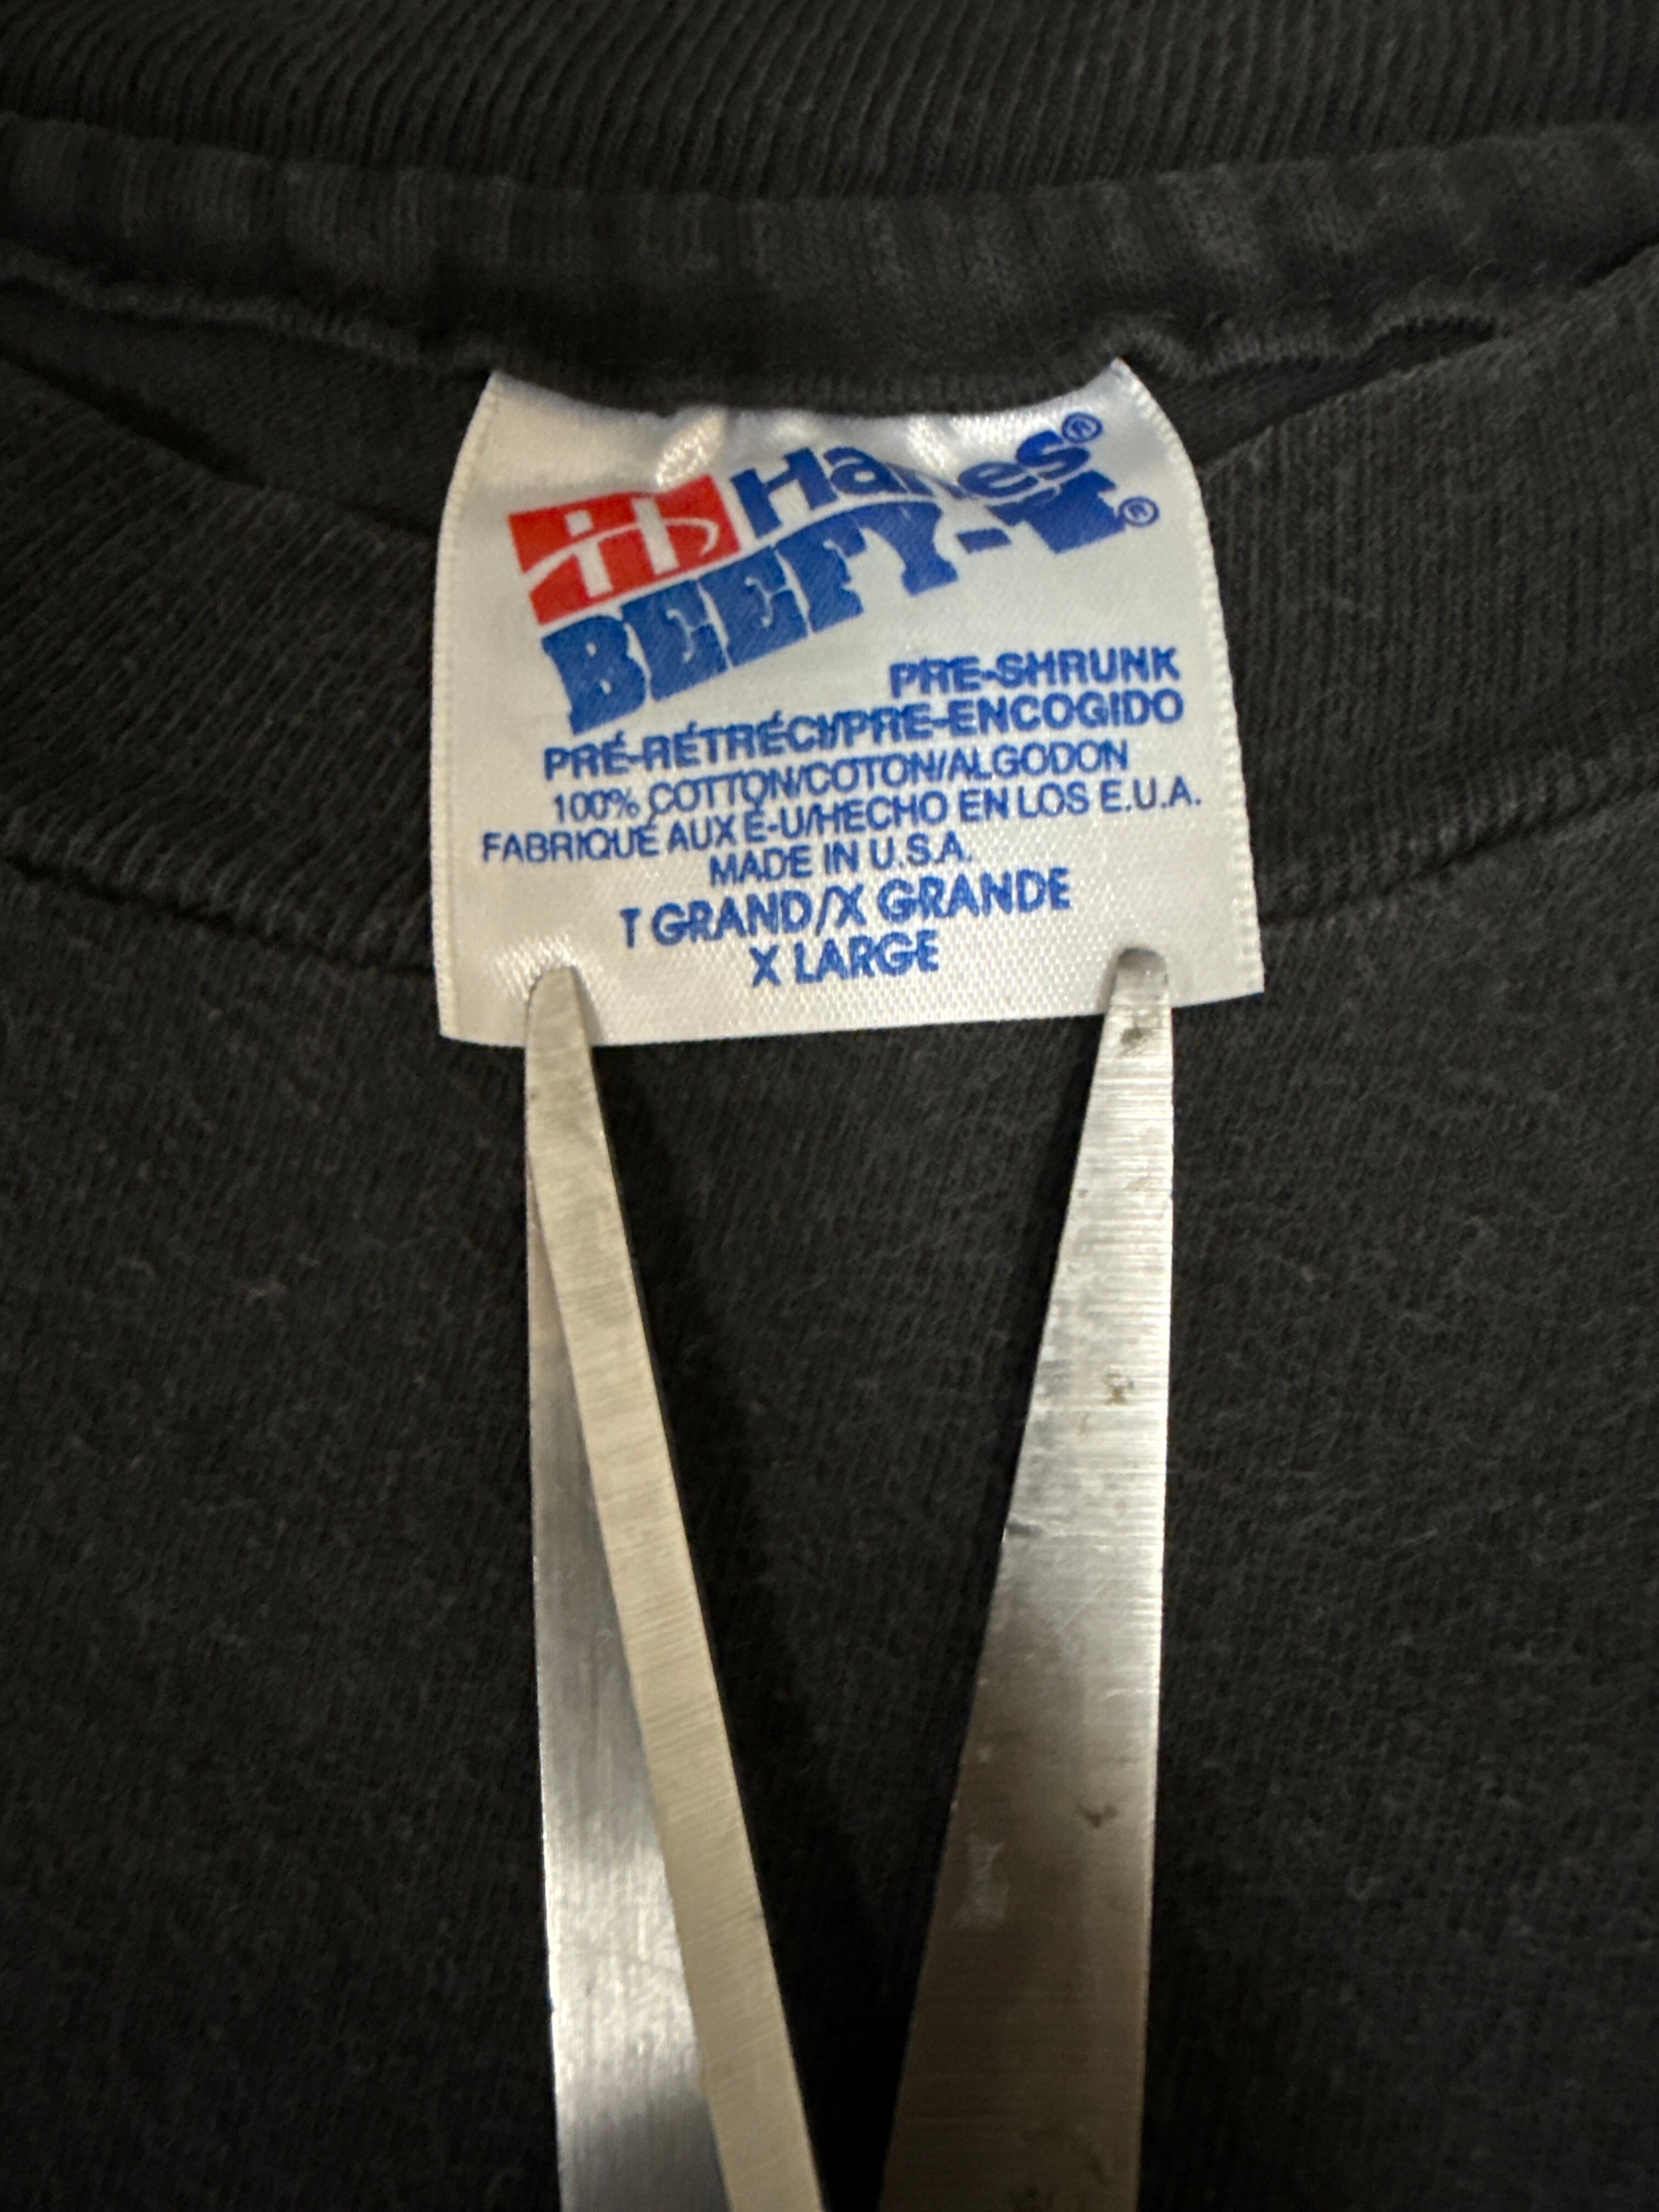 Hanes®
BEEFY-T®
PRE-SHRUNK
PRÉ-RÉTRÉCI/PRE-ENCOGIDO
100% COTTON/COTON/ALGODON
FABRIQUÉ AUX É-U/HECHO EN LOS E.U.A.
MADE IN U.S.A.
T GRAND/X GRANDE
X LARGE